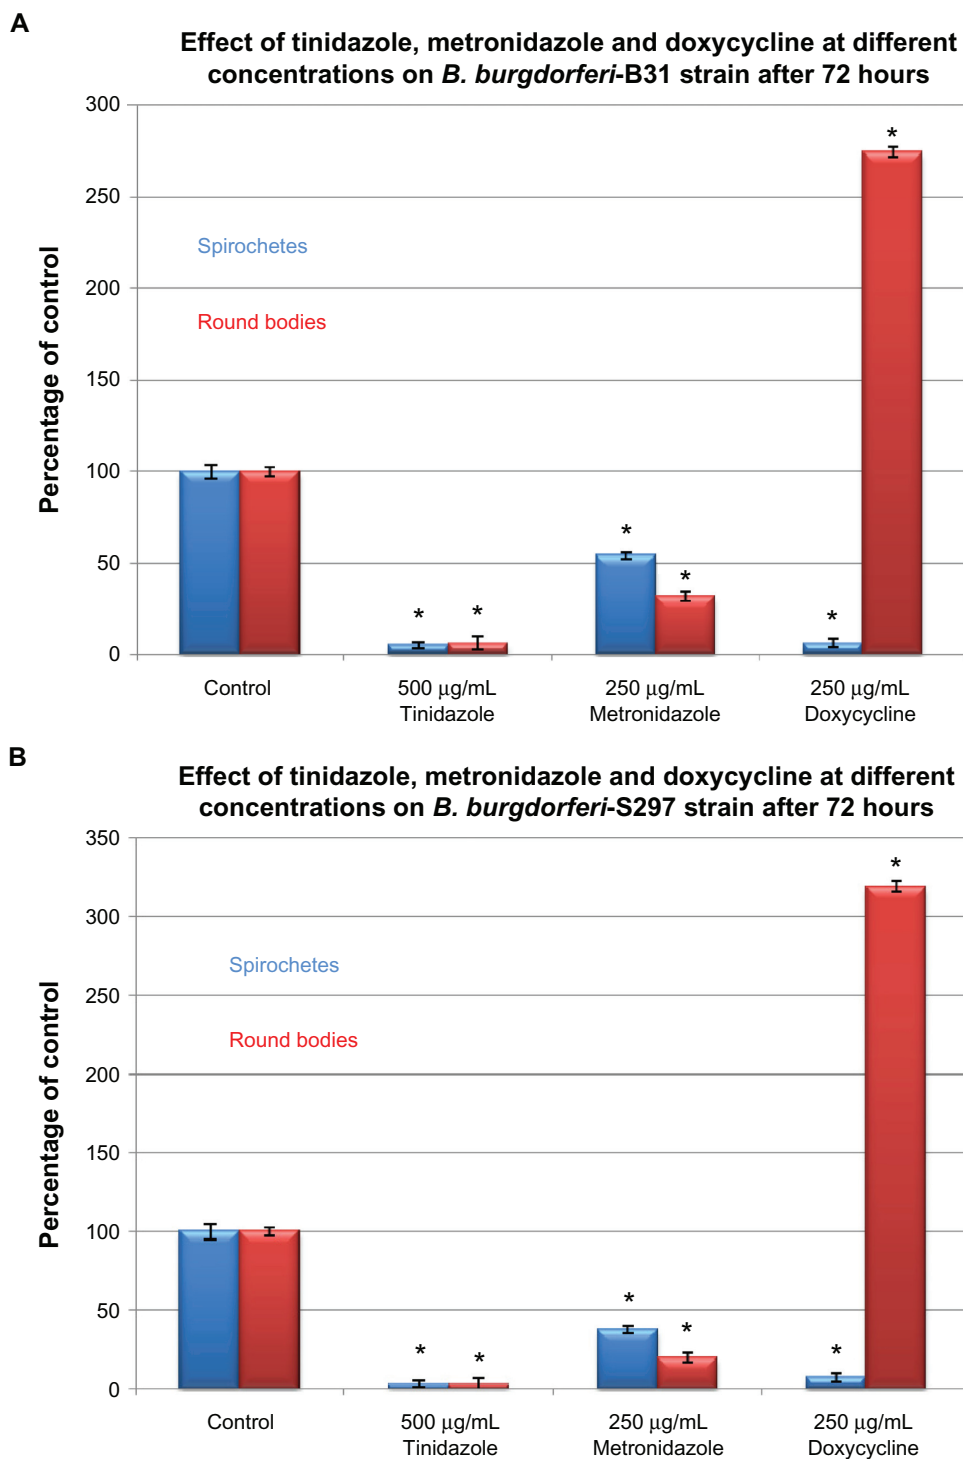 A
Effect of tinidazole, metronidazole and doxycycline at different
concentrations on B. burgdorferi-B31 strain after 72 hours
300
250
200
150
100
50
0
Percentage of control
Spirochetes
Round bodies
*
*
*
*
*
*
Control
500 μg/mL
Tinidazole
250 μg/mL
Metronidazole
250 μg/mL
Doxycycline
B
Effect of tinidazole, metronidazole and doxycycline at different
concentrations on B. burgdorferi-S297 strain after 72 hours
350
300
250
200
150
100
50
0
Percentage of control
Spirochetes
Round bodies
*
*
*
*
*
*
Control
500 μg/mL
Tinidazole
250 μg/mL
Metronidazole
250 μg/mL
Doxycycline